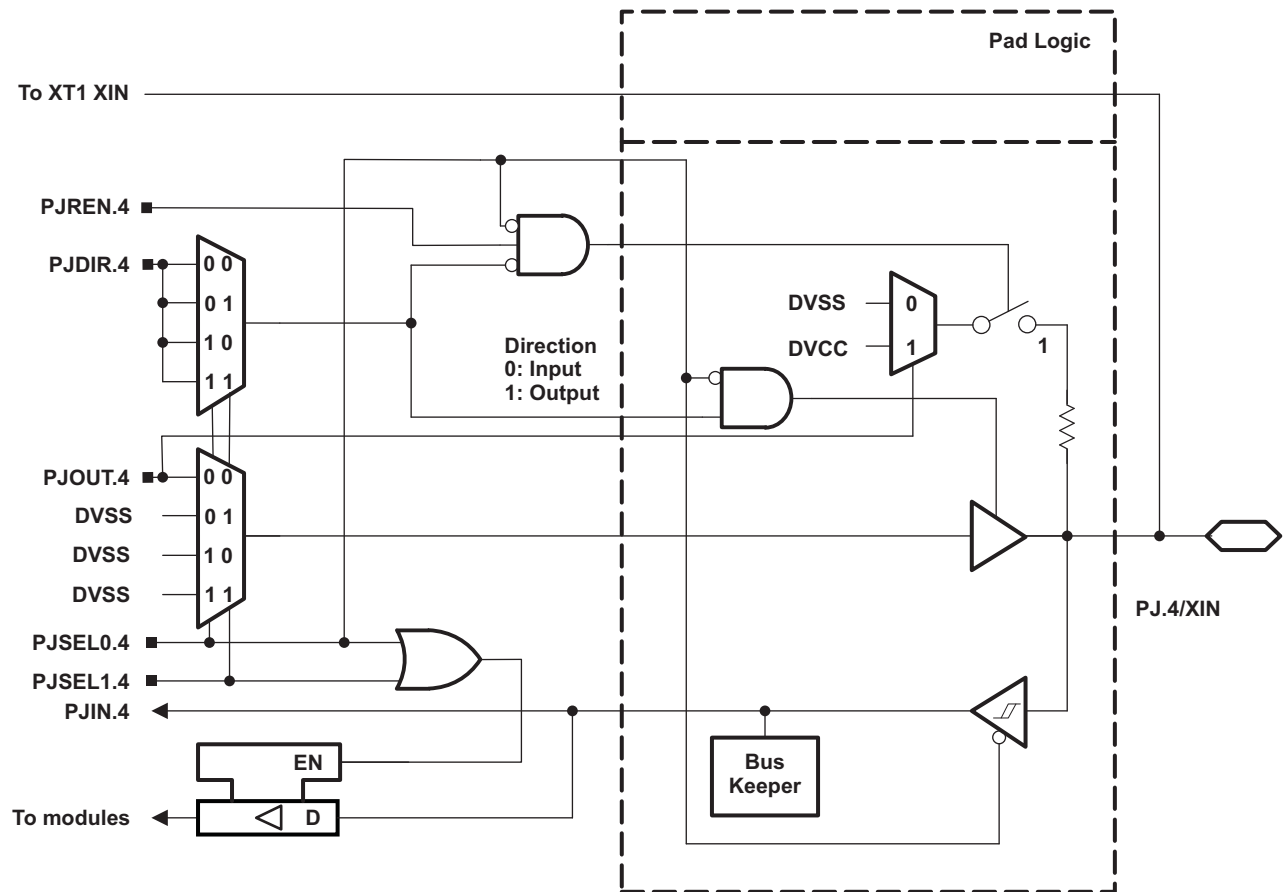 Pad Logic
To XT1 XIN
PJREN.4
PJDIR.4
0 0
0 1
1 0
1 1
DVSS
0
DVCC
1
1
Direction
0: Input
1: Output
PJOUT.4
0 0
DVSS
0 1
DVSS
1 0
DVSS
1 1
PJ.4/XIN
PJSEL0.4
PJSEL1.4
PJIN.4
EN
Bus
Keeper
To modules
D